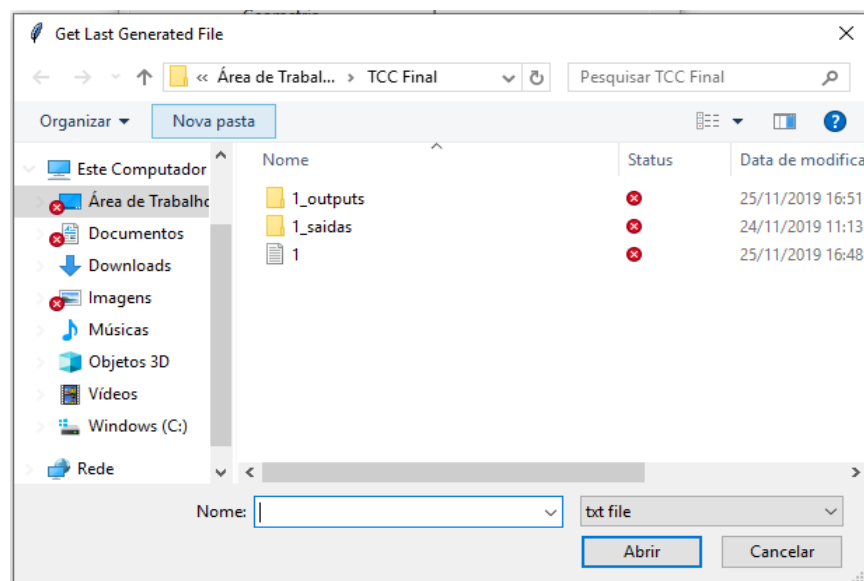 Get Last Generated File
« Área de Trabal... › TCC Final
Pesquisar TCC Final
Organizar
Nova pasta
Nome Status Data de modifica
Este Computador
Área de Trabalho
Documentos
Downloads
Imagens
Músicas
Objetos 3D
Vídeos
Windows (C:)
Rede
1_outputs 25/11/2019 16:51
1_saidas 24/11/2019 11:13
1 25/11/2019 16:48
Nome:
txt file
Abrir
Cancelar